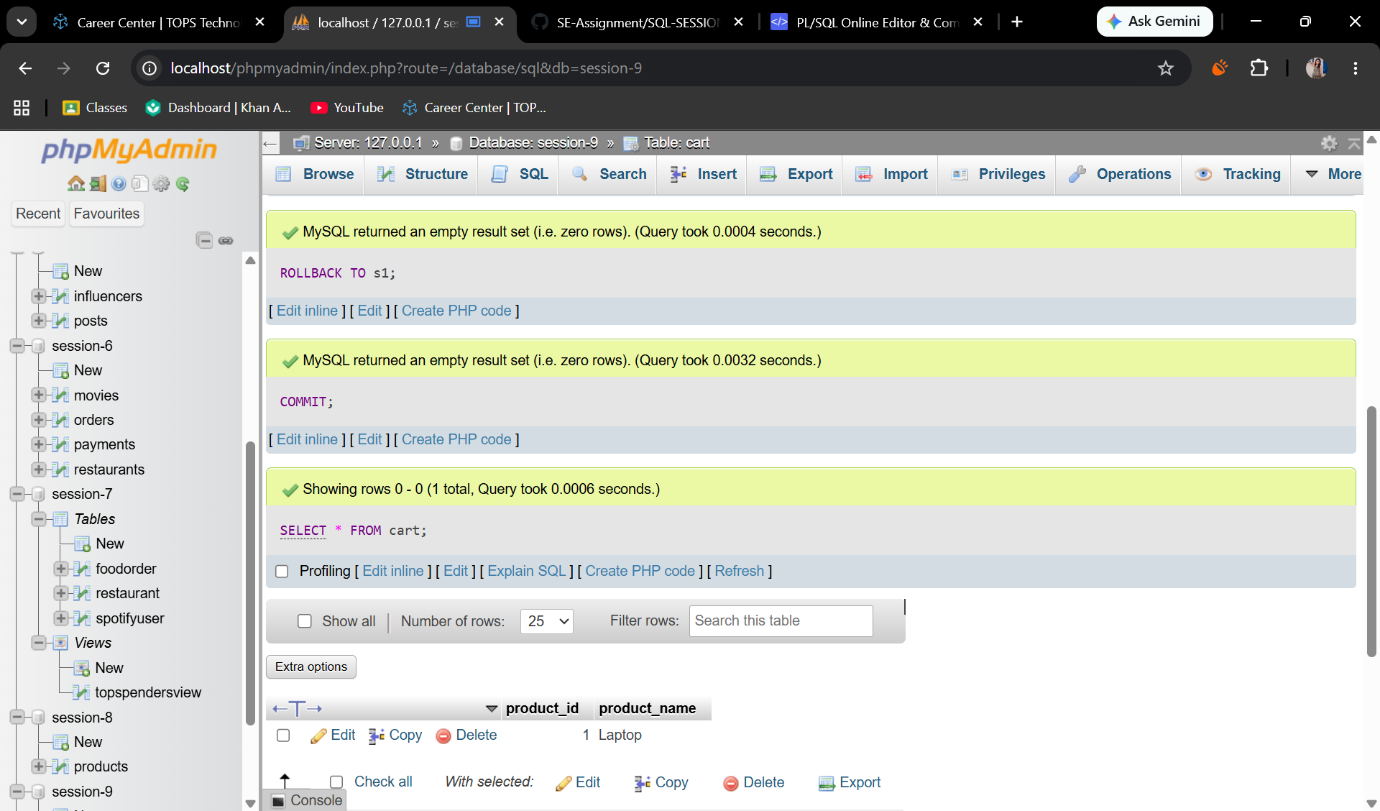 Career Center | TOPS Techno
localhost / 127.0.0.1 / se
SE-Assignment/SQL-SESSIO
PL/SQL Online Editor & Com
Ask Gemini
localhost/phpmyadmin/index.php?route=/database/sql&db=session-9
Classes
Dashboard | Khan A...
YouTube
Career Center | TOP...
phpMyAdmin
Recent
Favourites
New
influencers
posts
session-6
New
movies
orders
payments
restaurants
session-7
Tables
New
foodorder
restaurant
spotifyuser
Views
New
topspendersview
session-8
New
products
session-9
Server: 127.0.0.1 » Database: session-9 » Table: cart
Browse Structure SQL Search Insert Export Import Privileges Operations Tracking More
MySQL returned an empty result set (i.e. zero rows). (Query took 0.0004 seconds.)
ROLLBACK TO s1;
[ Edit inline ] [ Edit ] [ Create PHP code ]
MySQL returned an empty result set (i.e. zero rows). (Query took 0.0032 seconds.)
COMMIT;
[ Edit inline ] [ Edit ] [ Create PHP code ]
Showing rows 0 - 0 (1 total, Query took 0.0006 seconds.)
SELECT * FROM cart;
Profiling [ Edit inline ] [ Edit ] [ Explain SQL ] [ Create PHP code ] [ Refresh ]
Show all | Number of rows: 25 Filter rows: Search this table
Extra options
product_id product_name
Edit Copy Delete 1 Laptop
Check all With selected: Edit Copy Delete Export
Console